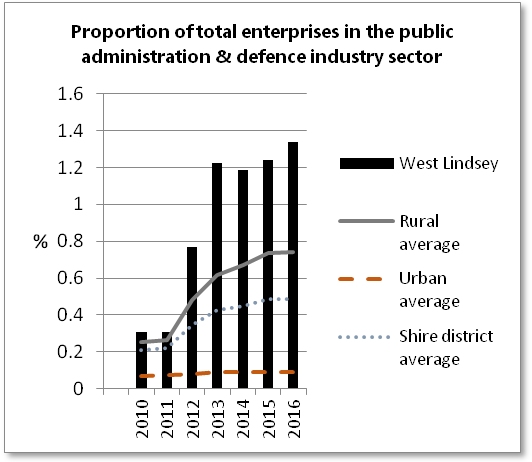 Proportion of total enterprises in the public
administration & defence industry sector
1.6
1.4
1.2
1
0.8
0.6
0.4
0.2
0
%
2010
2011
2012
2013
2014
2015
2016
West Lindsey
Rural
average
Urban
average
Shire district
average